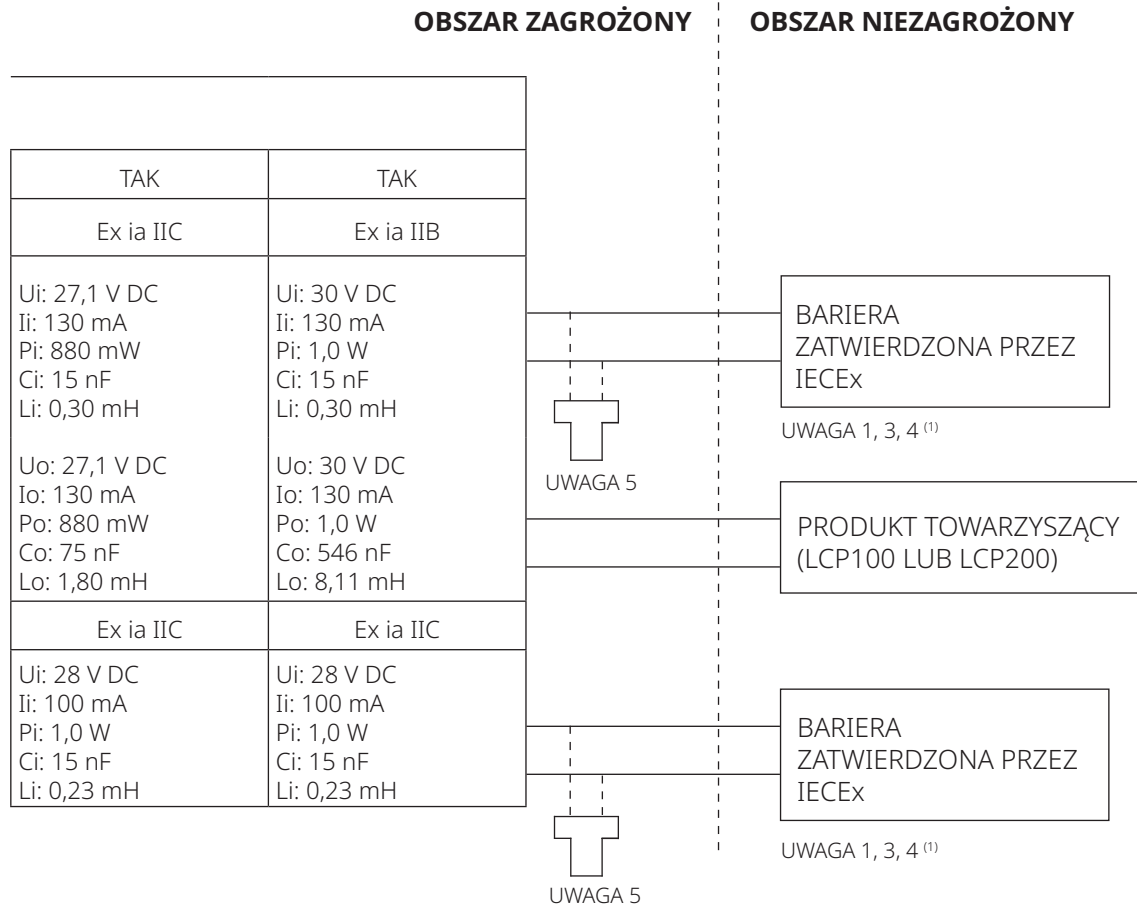 OBSZAR ZAGROŻONY
OBSZAR NIEZAGROŻONY
TAK
TAK
Ex ia IIC
Ex ia IIB
Ui: 27,1 V DC
Ii: 130 mA
Pi: 880 mW
Ci: 15 nF
Li: 0,30 mH
Uo: 27,1 V DC
Io: 130 mA
Po: 880 mW
Co: 75 nF
Lo: 1,80 mH
Ui: 30 V DC
Ii: 130 mA
Pi: 1,0 W
Ci: 15 nF
Li: 0,30 mH
Uo: 30 V DC
Io: 130 mA
Po: 1,0 W
Co: 546 nF
Lo: 8,11 mH
Ex ia IIC
Ex ia IIC
Ui: 28 V DC
Ii: 100 mA
Pi: 1,0 W
Ci: 15 nF
Li: 0,23 mH
Ui: 28 V DC
Ii: 100 mA
Pi: 1,0 W
Ci: 15 nF
Li: 0,23 mH
UWAGA 5
UWAGA 5
BARIERA
ZATWIERDZONA PRZEZ
IECEx
UWAGA 1, 3, 4 (1)
PRODUKT TOWARZYSZĄCY
(LCP100 LUB LCP200)
BARIERA
ZATWIERDZONA PRZEZ
IECEx
UWAGA 1, 3, 4 (1)